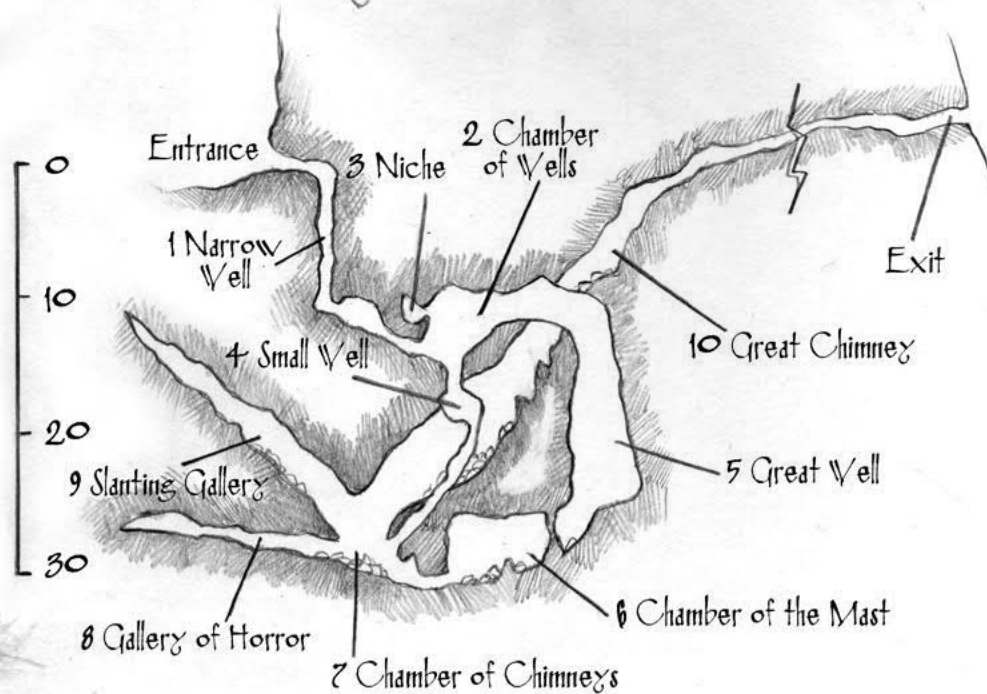 0
10
20
30
Entrance
3 Niche
2 Chamber
of Wells
1 Narrow
Well
Exit
4 Small Well
10 Great Chimney
9 Slanting Gallery
5 Great Well
6 Chamber of the Mast
8 Gallery of Horror
7 Chamber of Chimneys